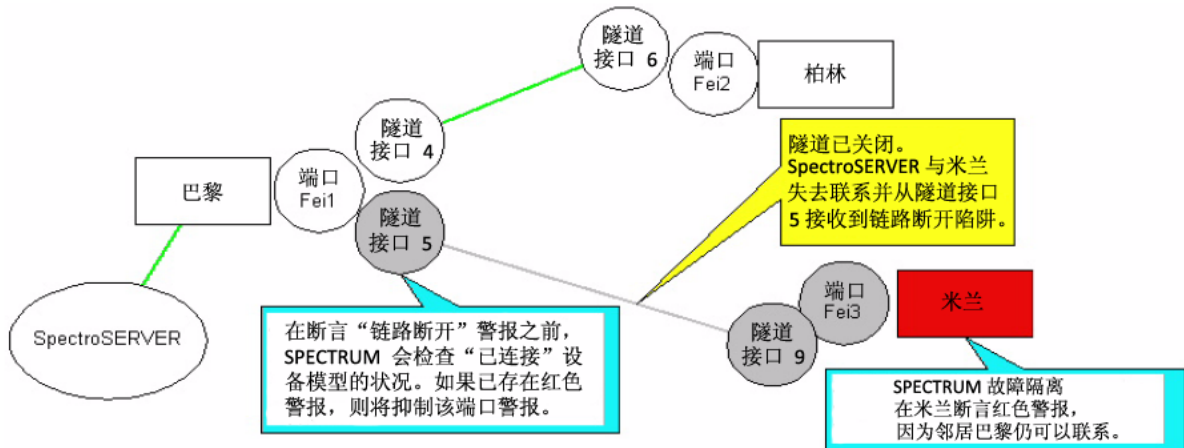 隧道
接口 6
端口
Fei2
柏林
隧道
接口 4
巴黎
端口
Fei1
隧道
接口 5
隧道已关闭。
SpectroSERVER 与米兰
失去联系并从隧道接口
5 接收到链路断开陷阱。
SpectroSERVER
在断言“链路断开”警报之前，
SPECTRUM 会检查“已连接”设
备模型的状况。如果已存在红色
警报，则将抑制该端口警报。
隧道
接口 9
端口
Fei3
米兰
SPECTRUM 故障隔离
在米兰断言红色警报，
因为邻居巴黎仍可以联系。